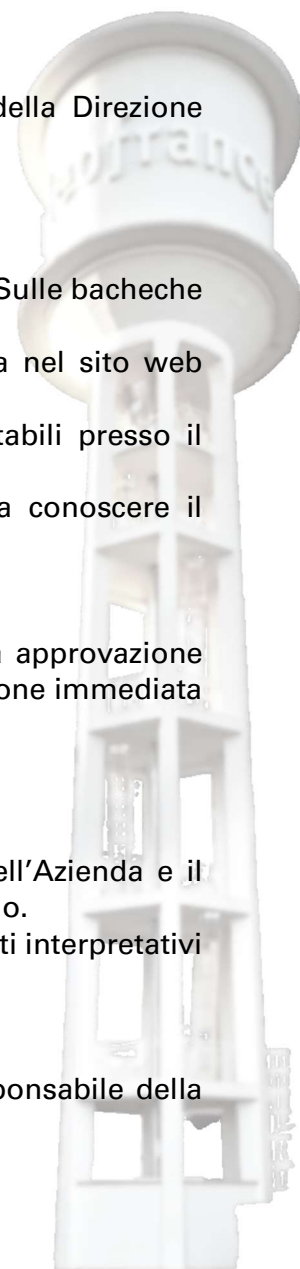 della Direzione
Sulle bacheche
a nel sito web
tabili presso il
a conoscere il
approvazione
one immediata
ell'Azienda e il
o.
ti interpretativi
ponsabile della